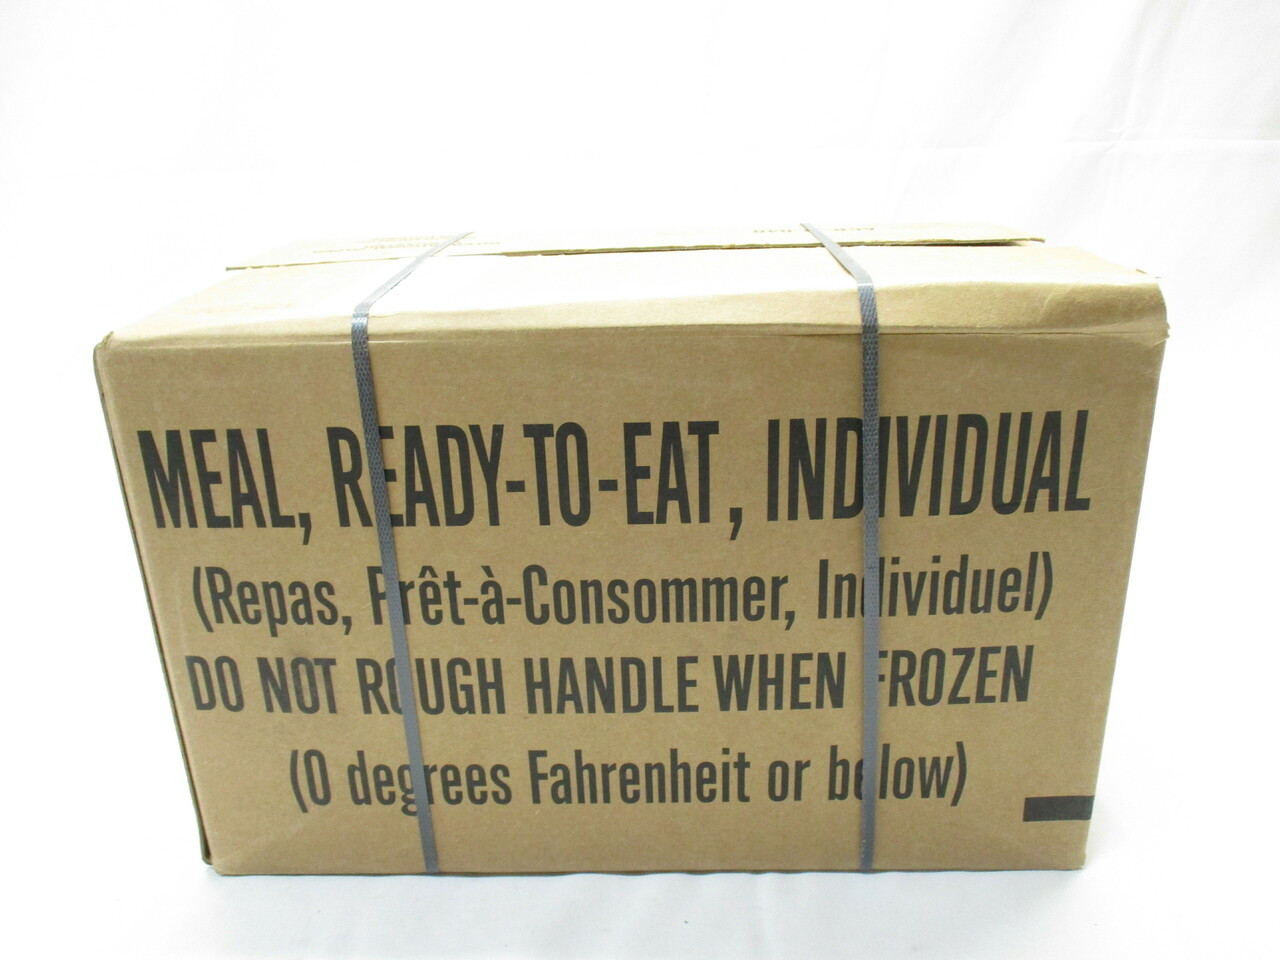 MEAL, READY-TO-EAT, INDIVIDUAL
(Repas, Prêt-à-Consommer, Individuel)
DO NOT ROUGH HANDLE WHEN FROZEN
(0 degrees Fahrenheit or below)